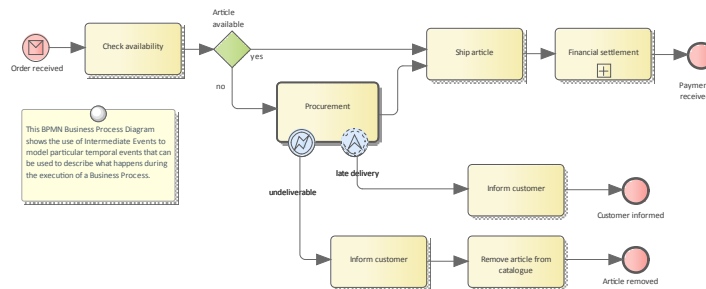 Article
available
Check availability
Ship article
Financial settlement
yes
Order received
no
Paymen
receive
Procurement
This BPMN Business Process Diagram
shows the use of Intermediate Events to
model particular temporal events that can
be used to describe what happens during
the execution of a Business Process.
late delivery
undeliverable
Inform customer
Customer informed
Inform customer
Remove article from
catalogue
Article removed